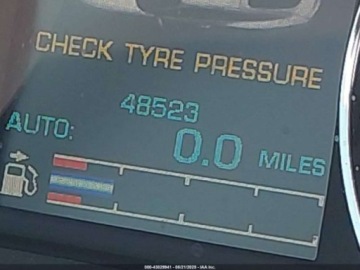 CHECK TYRE PRESSURE
48523
AUTO:
0.0 MILES